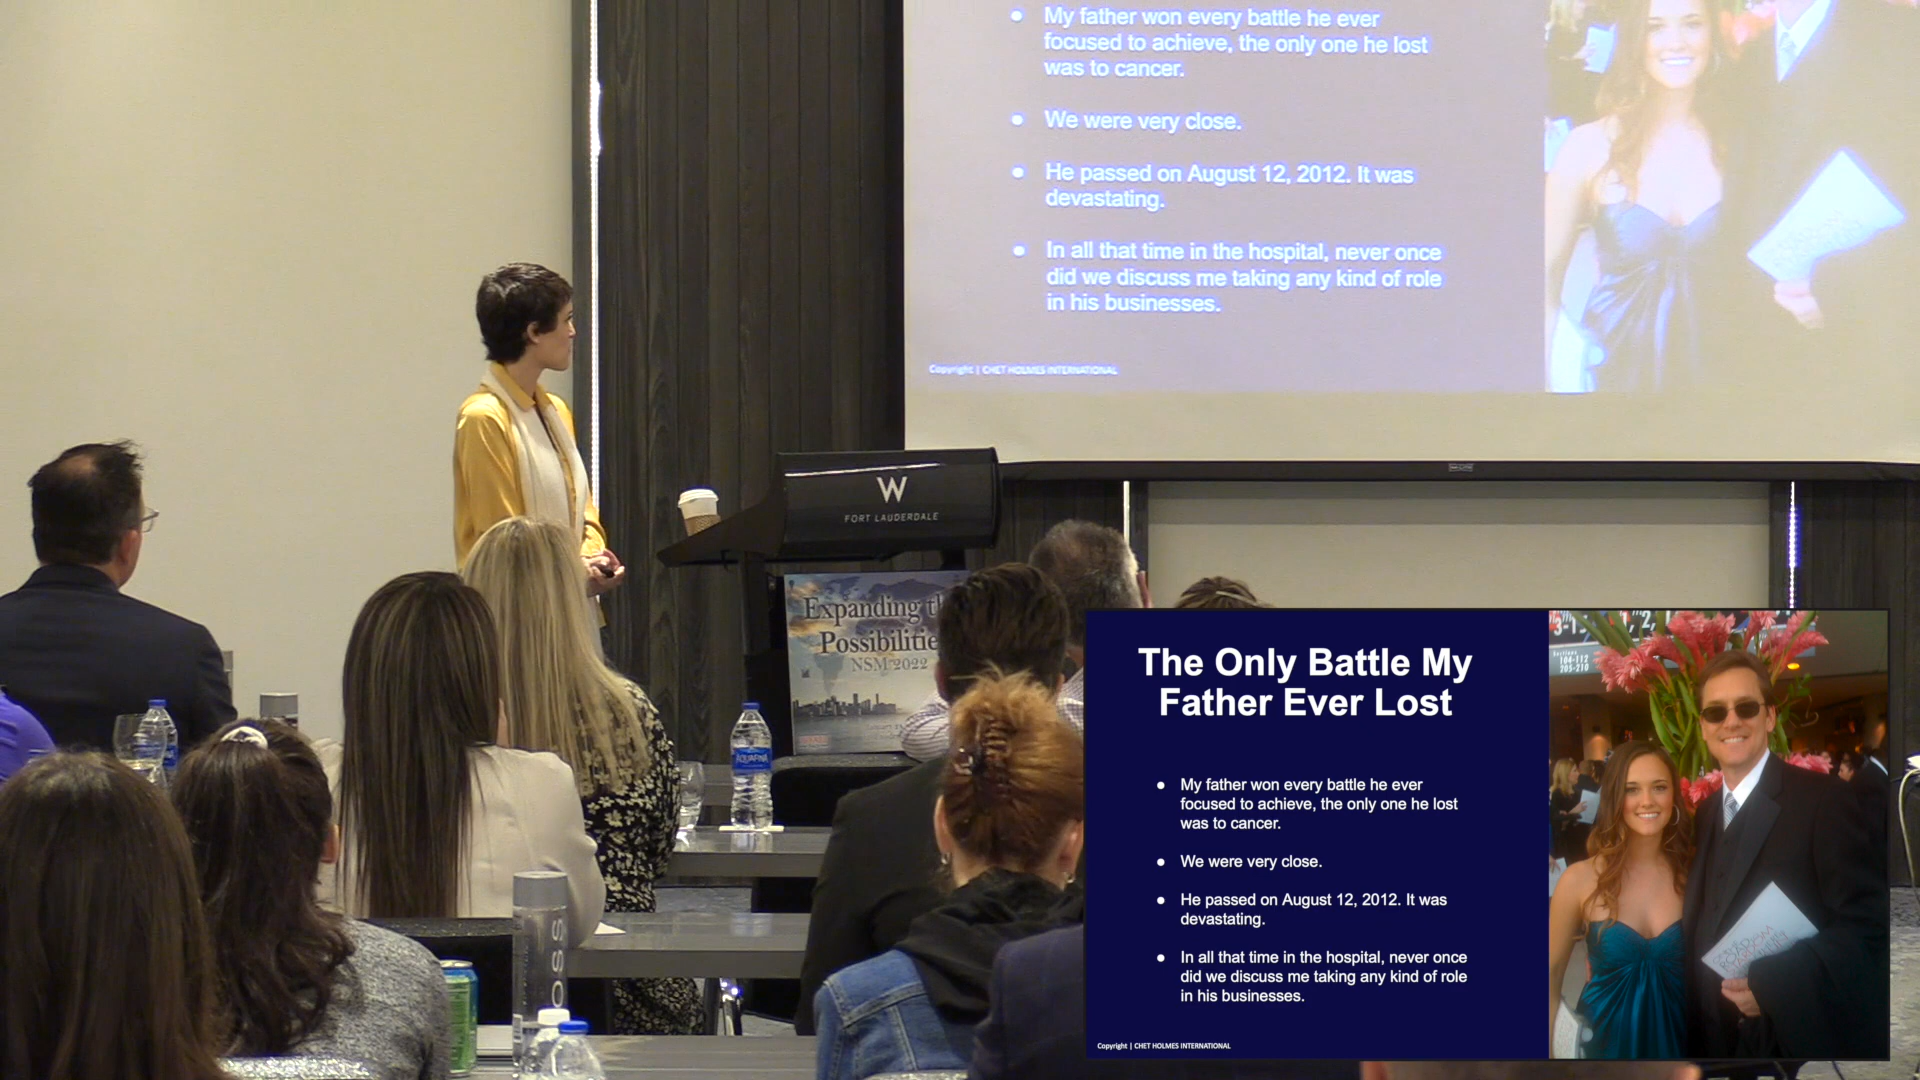 My father won every battle he ever
focused to achieve, the only one he lost
was to cancer.
We were very close.
He passed on August 12, 2012. It was
devastating.
In all that time in the hospital, never once
did we discuss me taking any kind of role
in his businesses.
Copyright | CHET HOLMES INTERNATIONAL
W
FORT LAUDERDALE
Expanding
Possibilitie
NSM 2022
AQUAFINA
OSS
The Only Battle My
Father Ever Lost
My father won every battle he ever
focused to achieve, the only one he lost
was to cancer.
We were very close.
He passed on August 12, 2012. It was
devastating.
In all that time in the hospital, never once
did we discuss me taking any kind of role
in his businesses.
Copyright | CHET HOLMES INTERNATIONAL
104-112
205-210